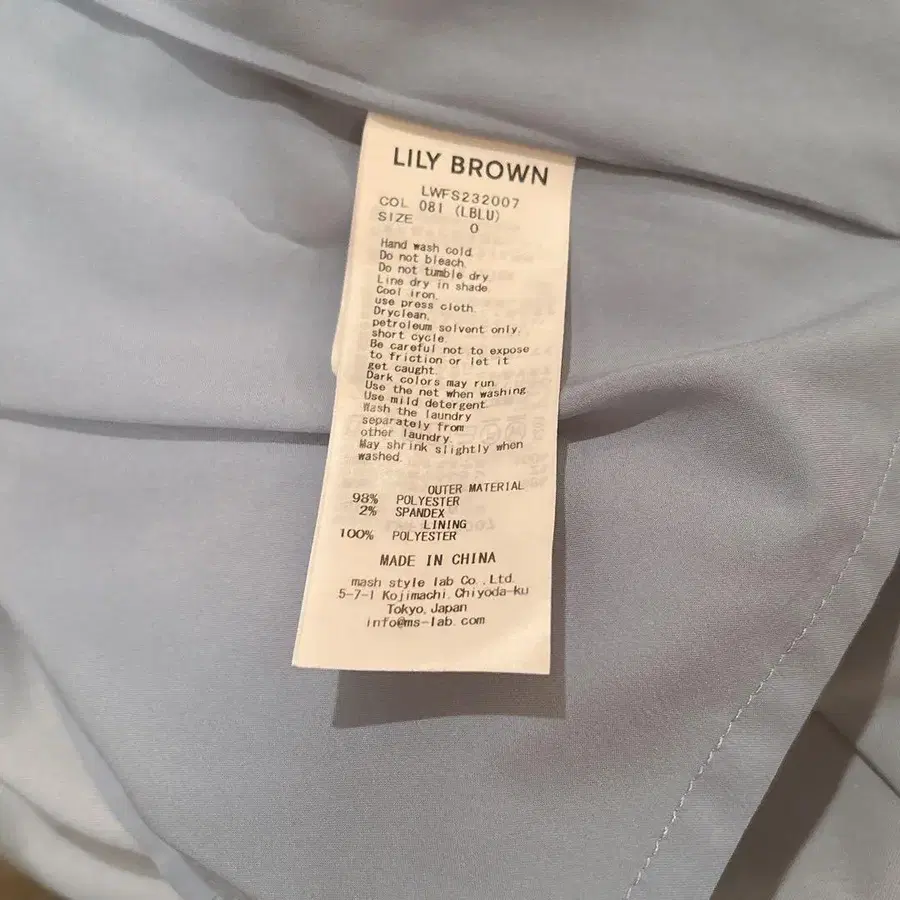 LILY BROWN
LWFS232007
COL 081 (LBLU)
SIZE 0
Hand wash cold.
Do not bleach.
Do not tumble dry.
Line dry in shade.
Cool iron.
use press cloth.
Dryclean,
petroleum solvent only.
short cycle.
Be careful not to expose
to friction or let it
get caught.
Dark colors may run.
Use the net when washing
Use mild detergent.
Wash the laundry
separately from
other laundry.
May shrink slightly when
washed.
OUTER MATERIAL
98% POLYESTER
2% SPANDEX
LINING
100% POLYESTER
MADE IN CHINA
mash style lab Co.,Ltd.
5-7-1 Kojimachi, Chiyoda-ku
Tokyo, Japan
info@ms-lab.com